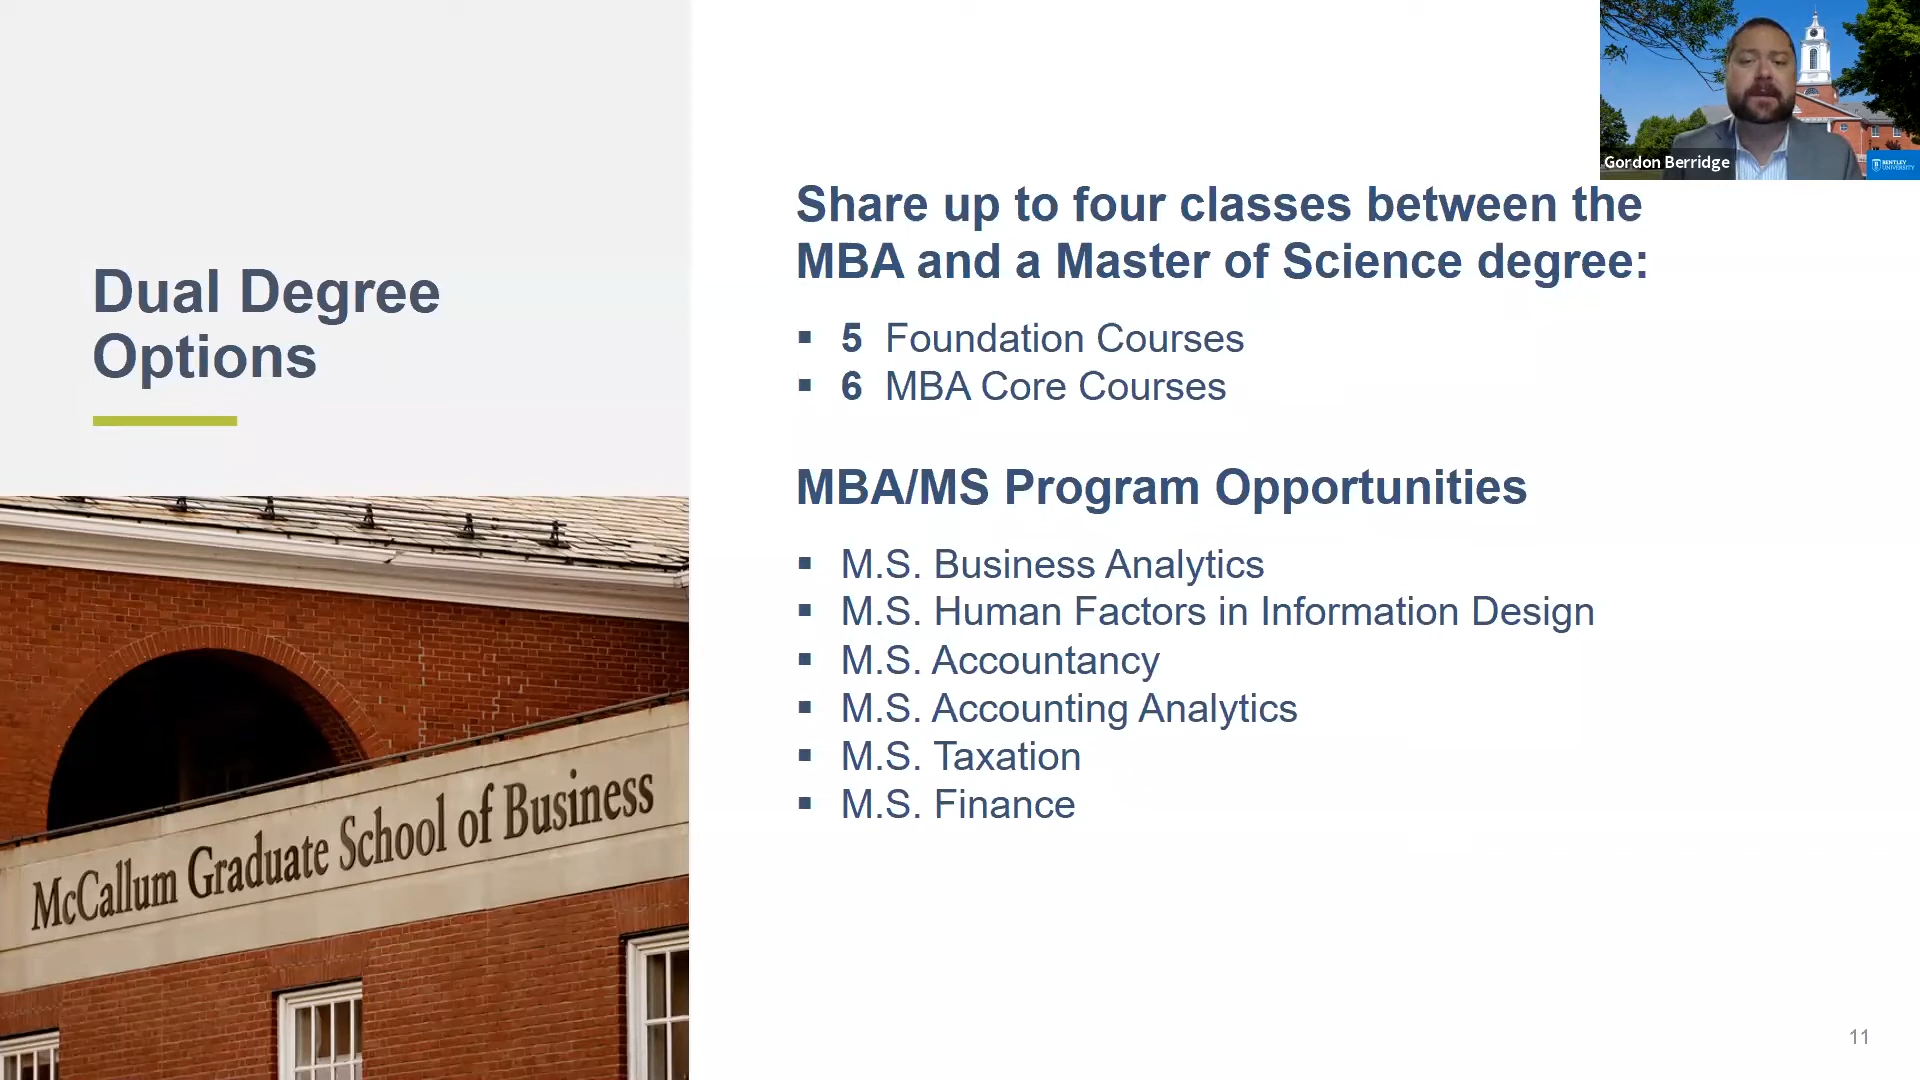 Dual Degree
Options
McCallum Graduate School of Business
Share up to four classes between the
MBA and a Master of Science degree:
▪ 5 Foundation Courses
▪ 6 MBA Core Courses
MBA/MS Program Opportunities
▪ M.S. Business Analytics
▪ M.S. Human Factors in Information Design
▪ M.S. Accountancy
▪ M.S. Accounting Analytics
▪ M.S. Taxation
▪ M.S. Finance
Gordon Berridge
BENTLEY
UNIVERSITY
11